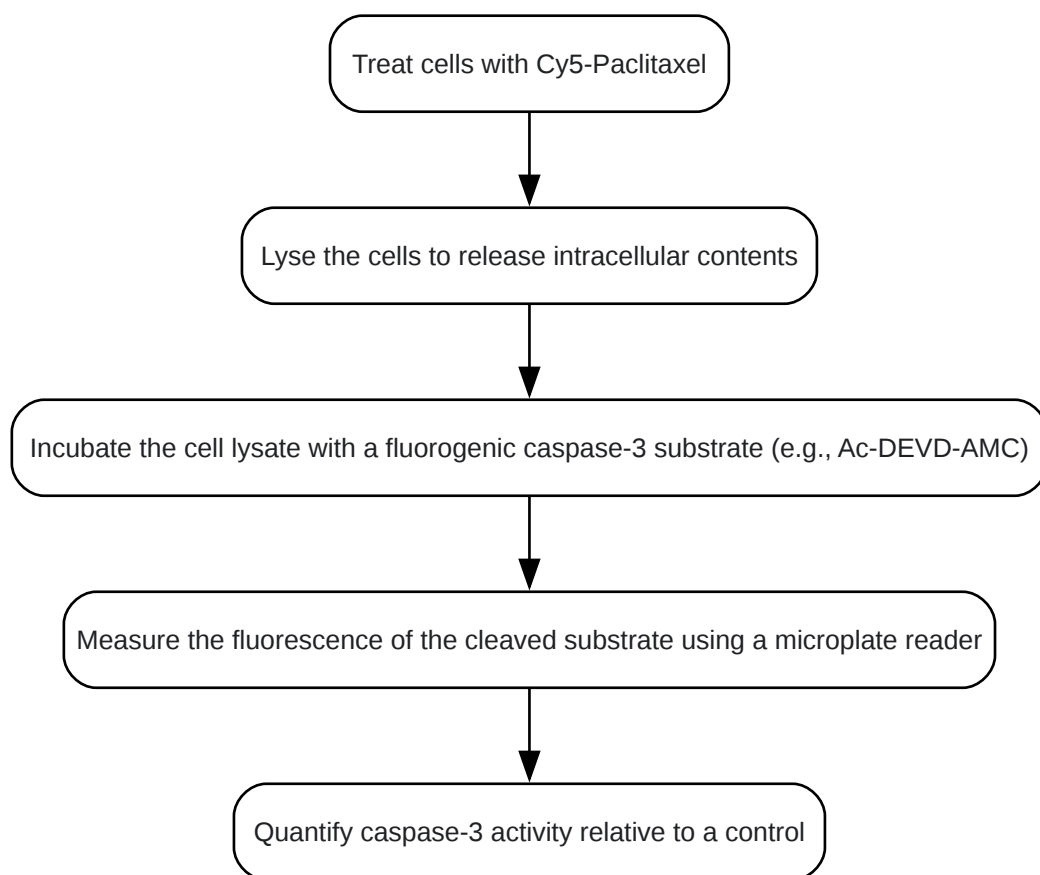 Treat cells with Cy5-Paclitaxel
Lyse the cells to release intracellular contents
Incubate the cell lysate with a fluorogenic caspase-3 substrate (e.g., Ac-DEVD-AMC)
Measure the fluorescence of the cleaved substrate using a microplate reader
Quantify caspase-3 activity relative to a control